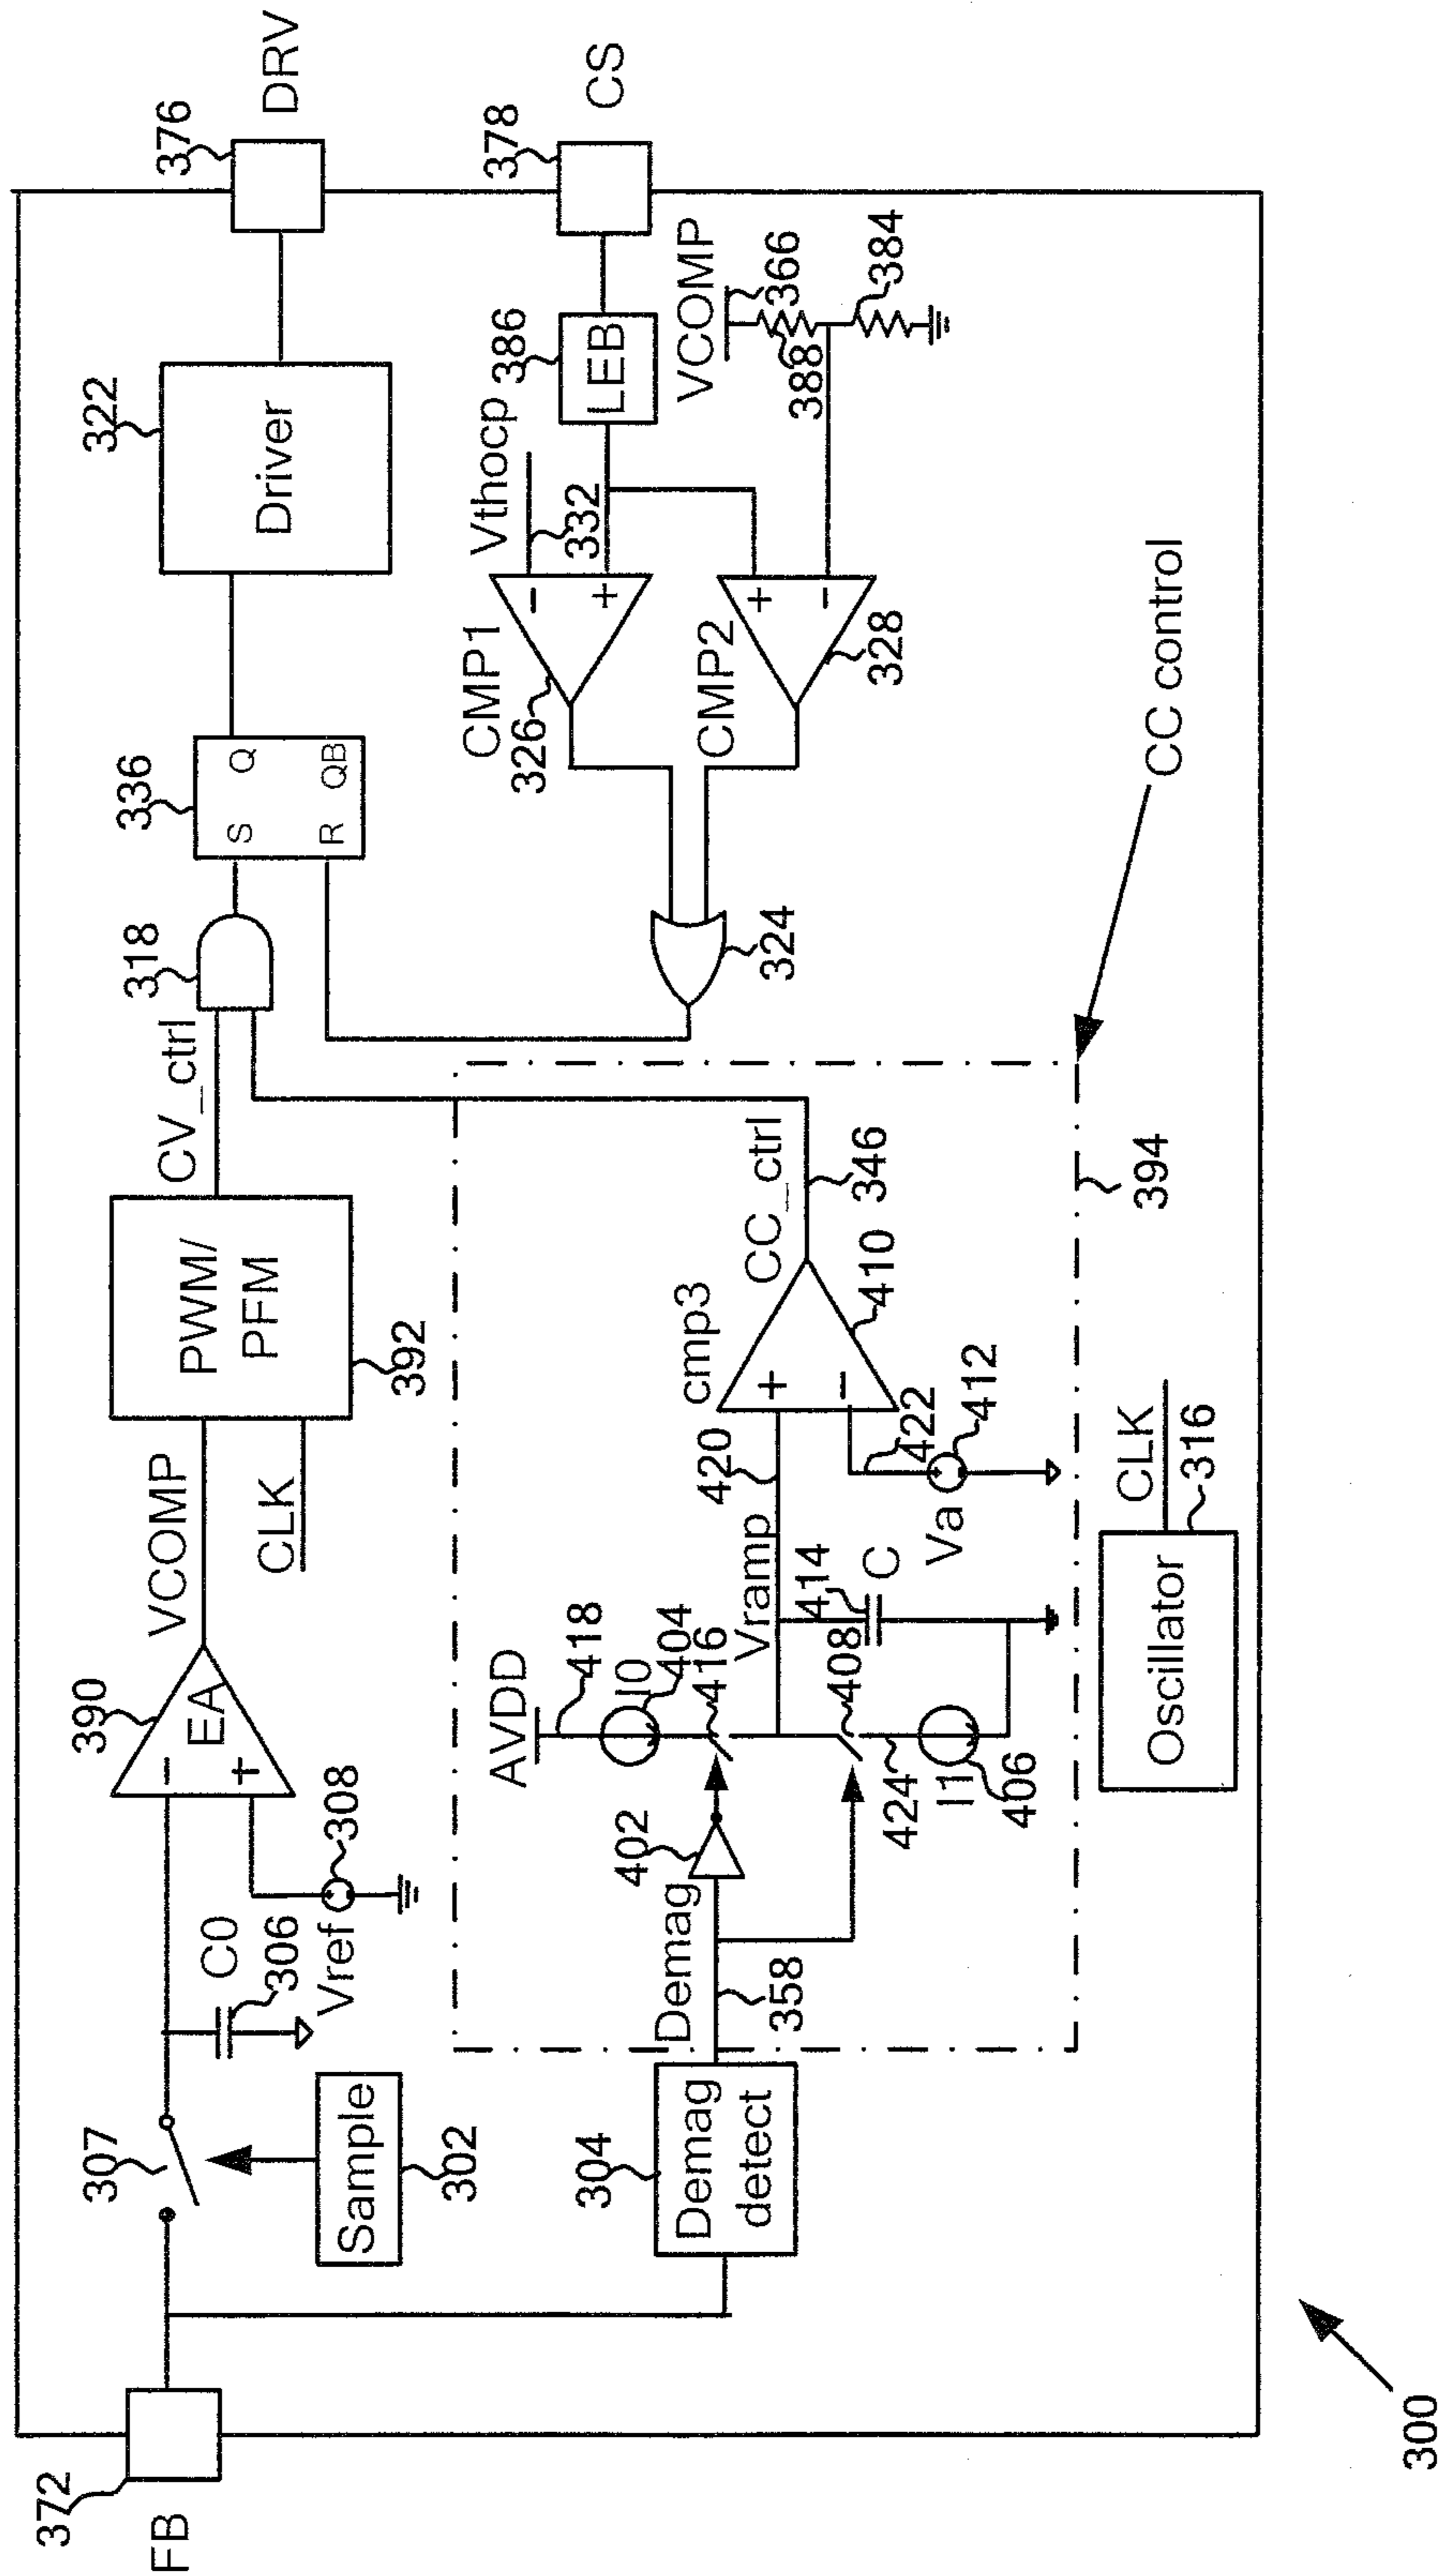 376
DRV
378
CS
322
Driver
386
LEB
VCOMP
366
388
384
Vthocp
332
CMP1
326
−
+
CMP2
+
−
328
336
S
Q
R
QB
318
324
CV_ctrl
CC control
PWM/
PFM
392
VCOMP
CLK
CC_ctrl
346
394
cmp3
+
−
410
420
422
412
Va
Vramp
414
C
AVDD
418
I0
404
416
408
424
I1
406
402
Demag
358
CLK
316
Oscillator
390
EA
−
+
308
C0
306
Vref
307
Sample
302
304
Demag
detect
372
FB
300